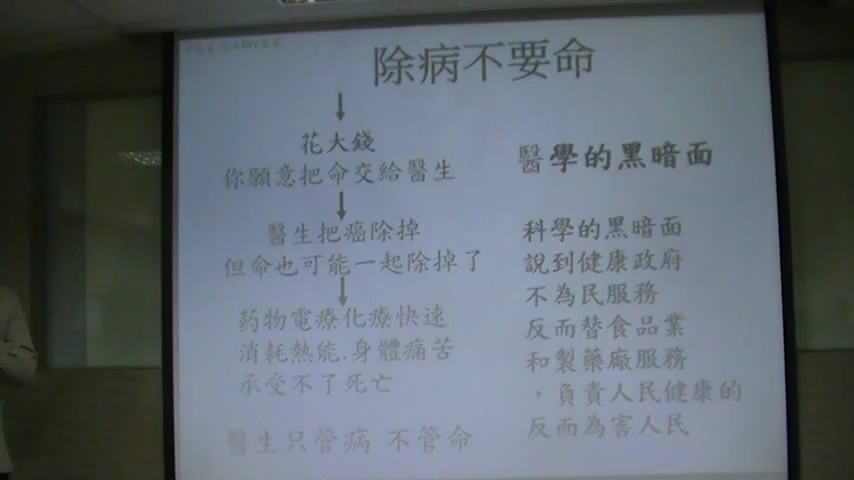 除病不要命
花大錢
你願意把命交給醫生
醫生把癌除掉
但命也可能一起除掉了
药物電療化療快速
消耗熱能.身體痛苦
承受不了死亡
醫生只管病 不管命
醫學的黑暗面
科學的黑暗面
說到健康政府
不為民服務
反而替食品業
和製藥廠服務
，負責人民健康的
反而為害人民